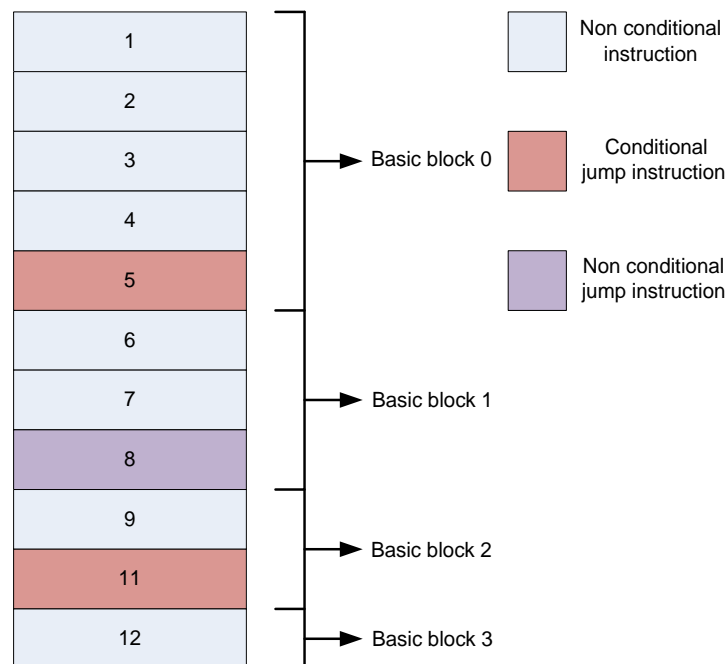 1
2
3
4
5
6
7
8
9
11
12
Basic block 0
Basic block 1
Basic block 2
Basic block 3
Non conditional
instruction
Conditional
jump instruction
Non conditional
jump instruction